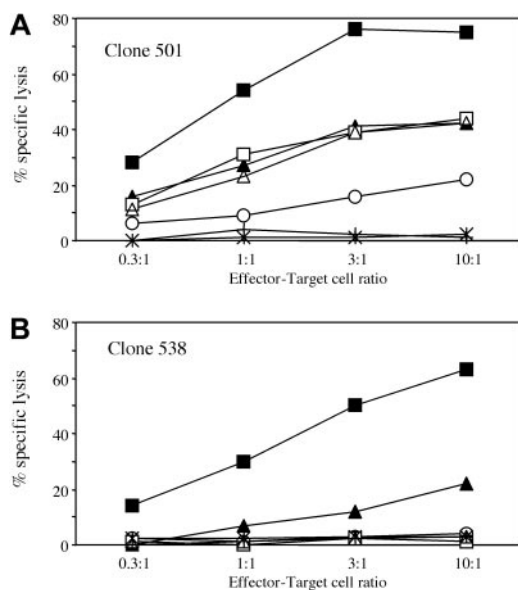 A
Clone 501
% specific lysis
80
60
40
20
0
0.3:1 1:1 3:1 10:1
Effector-Target cell ratio
B
Clone 538
% specific lysis
80
60
40
20
0
0.3:1 1:1 3:1 10:1
Effector-Target cell ratio